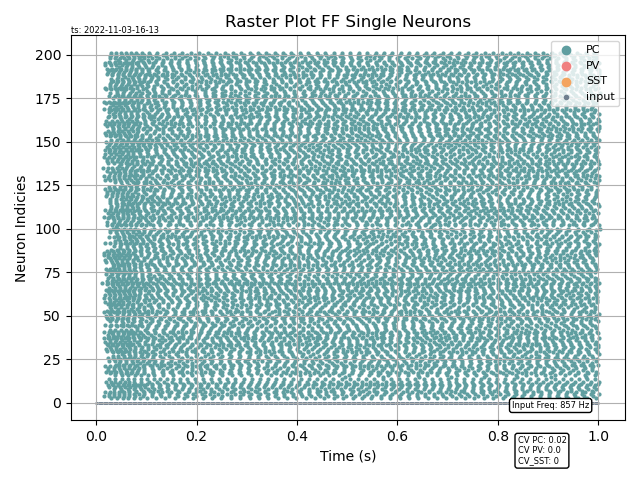 Raster Plot FF Single Neurons
ts: 2022-11-03-16-13
PC
PV
SST
input
Neuron Indicies
200
175
150
125
100
75
50
25
0
Input Freq: 857 Hz
0.0 0.2 0.4 0.6 0.8 1.0
Time (s)
CV PC: 0.02
CV PV: 0.0
CV_SST: 0